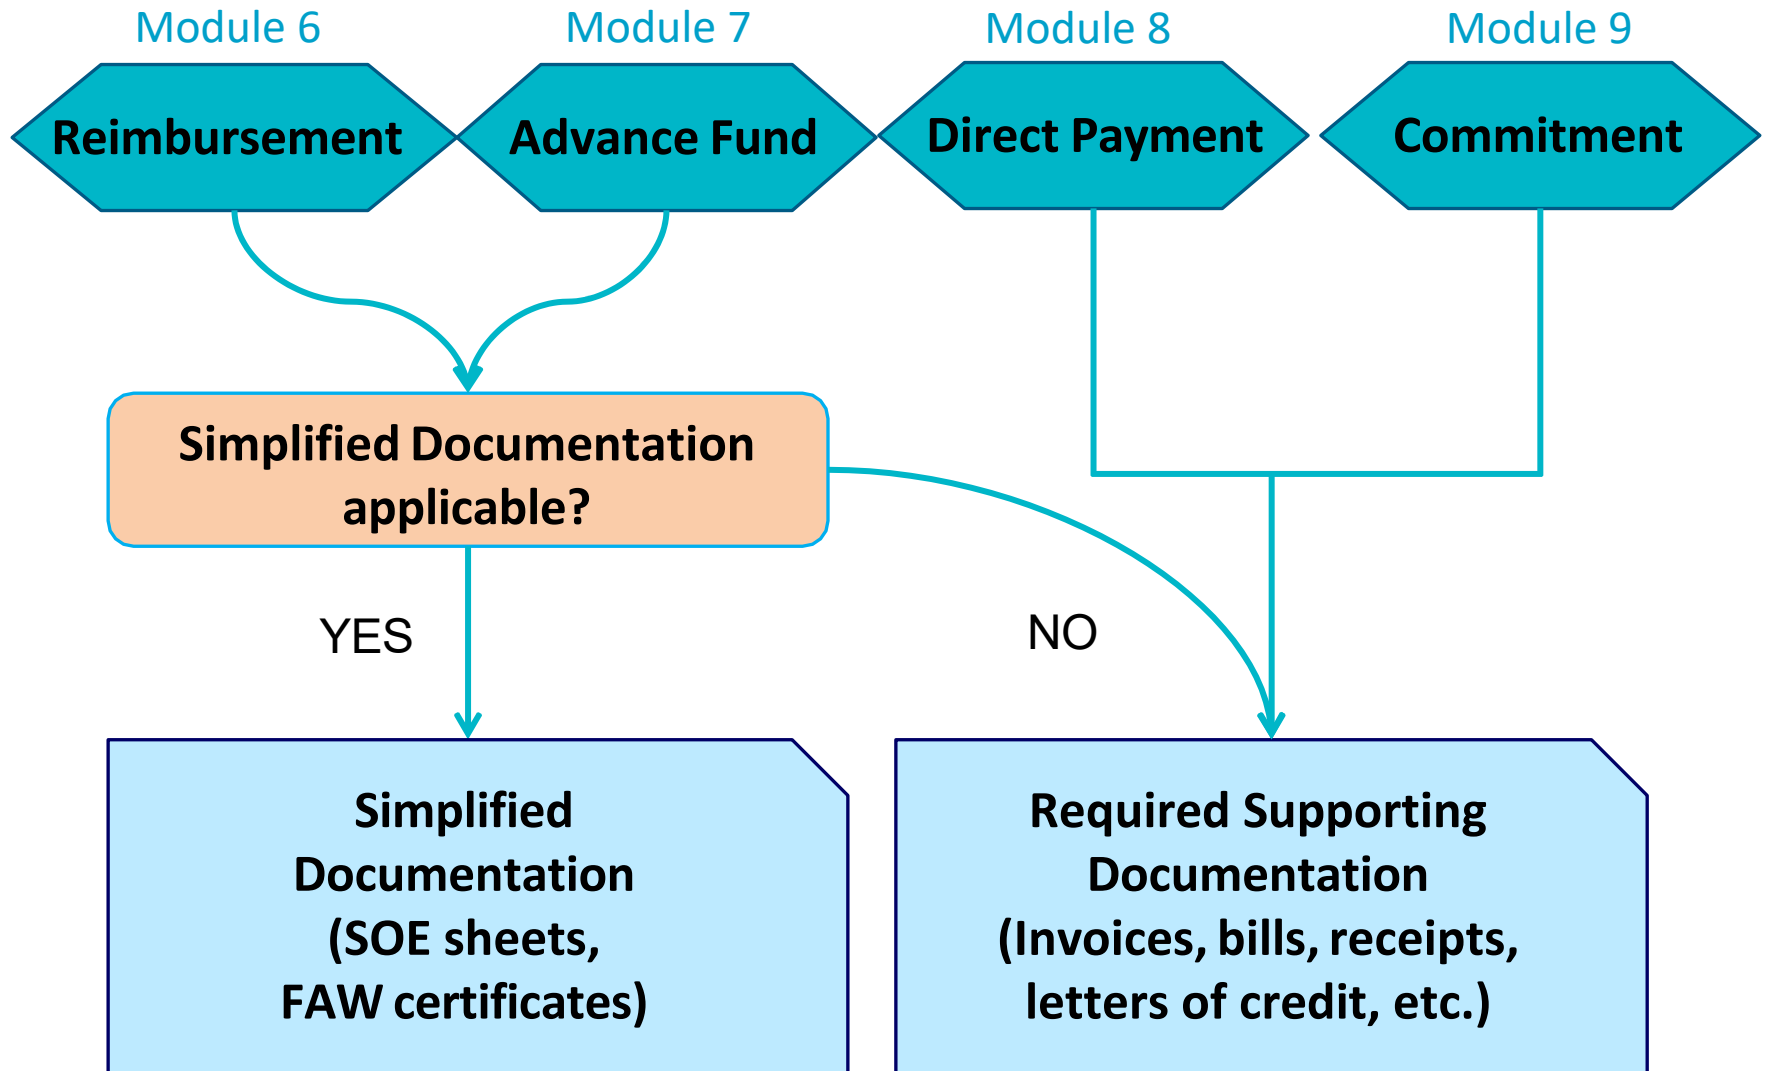 Module 6
Module 7
Module 8
Module 9
Reimbursement
Advance Fund
Direct Payment
Commitment
Simplified Documentation
applicable?
YES
NO
Simplified
Documentation
(SOE sheets,
FAW certificates)
Required Supporting
Documentation
(Invoices, bills, receipts,
letters of credit, etc.)